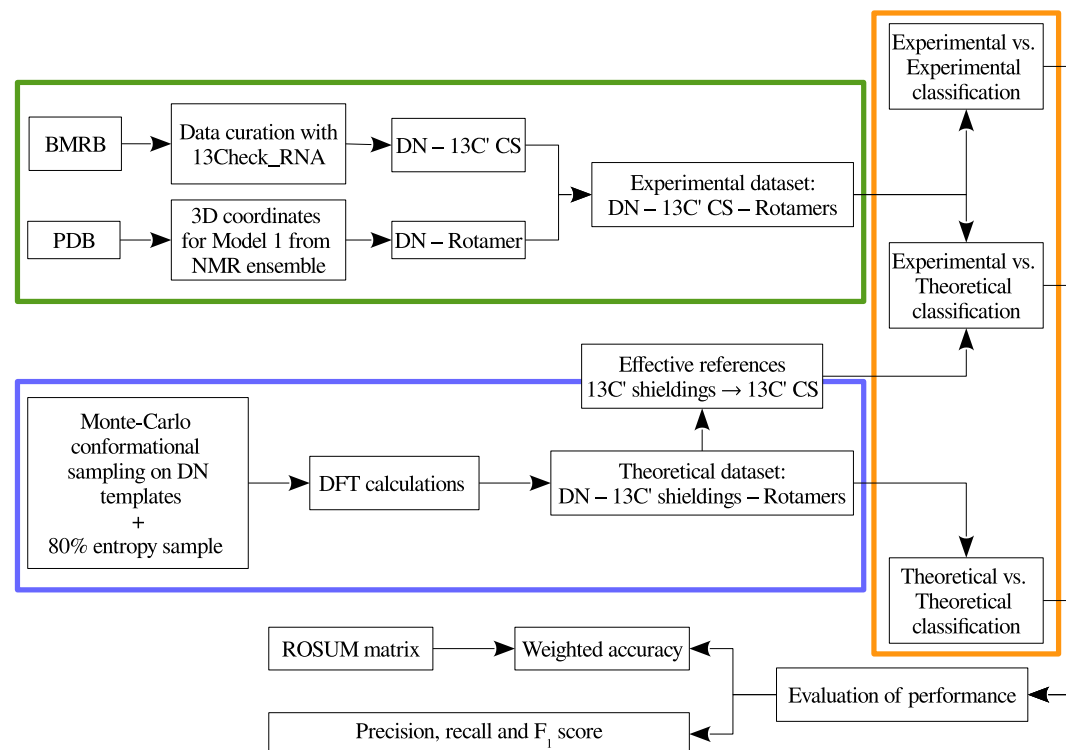 Experimental vs.
Experimental
classification
BMRB
Data curation with
13Check_RNA
DN – 13C' CS
PDB
3D coordinates
for Model 1 from
NMR ensemble
DN – Rotamer
Experimental dataset:
DN – 13C' CS – Rotamers
Experimental vs.
Theoretical
classification
Effective references
13C' shieldings → 13C' CS
Monte-Carlo
conformational
sampling on DN
templates
+
80% entropy sample
DFT calculations
Theoretical dataset:
DN – 13C' shieldings – Rotamers
Theoretical vs.
Theoretical
classification
ROSUM matrix
Weighted accuracy
Evaluation of performance
Precision, recall and F₁ score